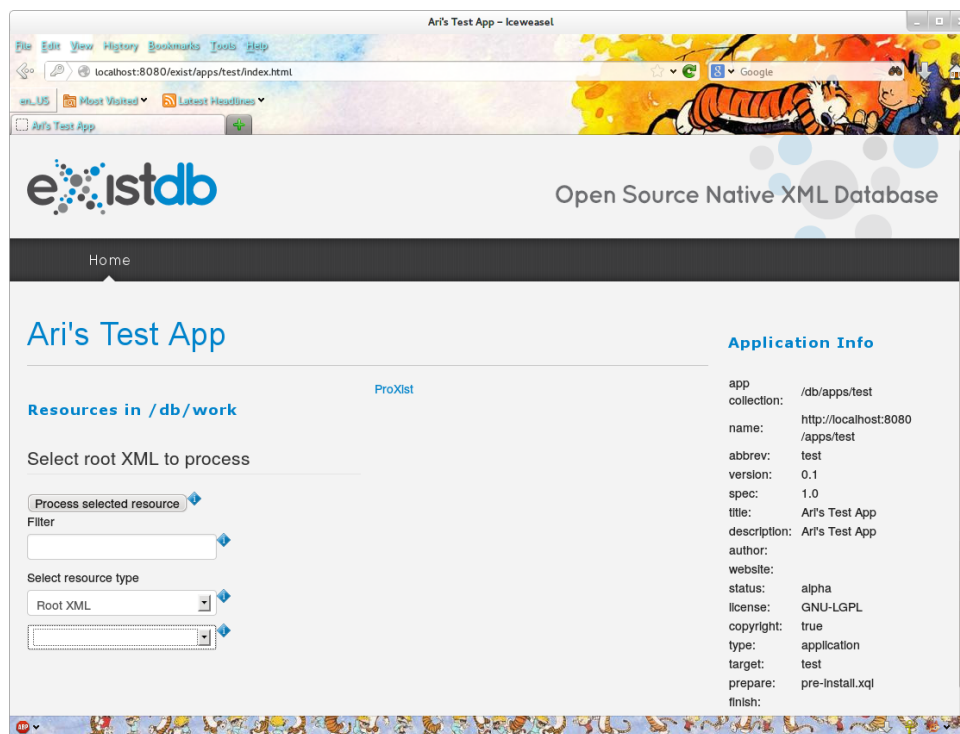 Ari's Test App – Iceweasel
File Edit View History Bookmarks Tools Help
localhost:8080/exist/apps/test/index.html
Google
en_US Most Visited Latest Headlines
Ari's Test App
existdb
Open Source Native XML Database
Home
Ari's Test App
Resources in /db/work
Select root XML to process
Process selected resource
Filter
Select resource type
Root XML
ProXist
Application Info
app collection: /db/apps/test
name: http://localhost:8080/apps/test
abbrev: test
version: 0.1
spec: 1.0
title: Ari's Test App
description: Ari's Test App
author:
website:
status: alpha
license: GNU-LGPL
copyright: true
type: application
target: test
prepare: pre-install.xql
finish:
ABP